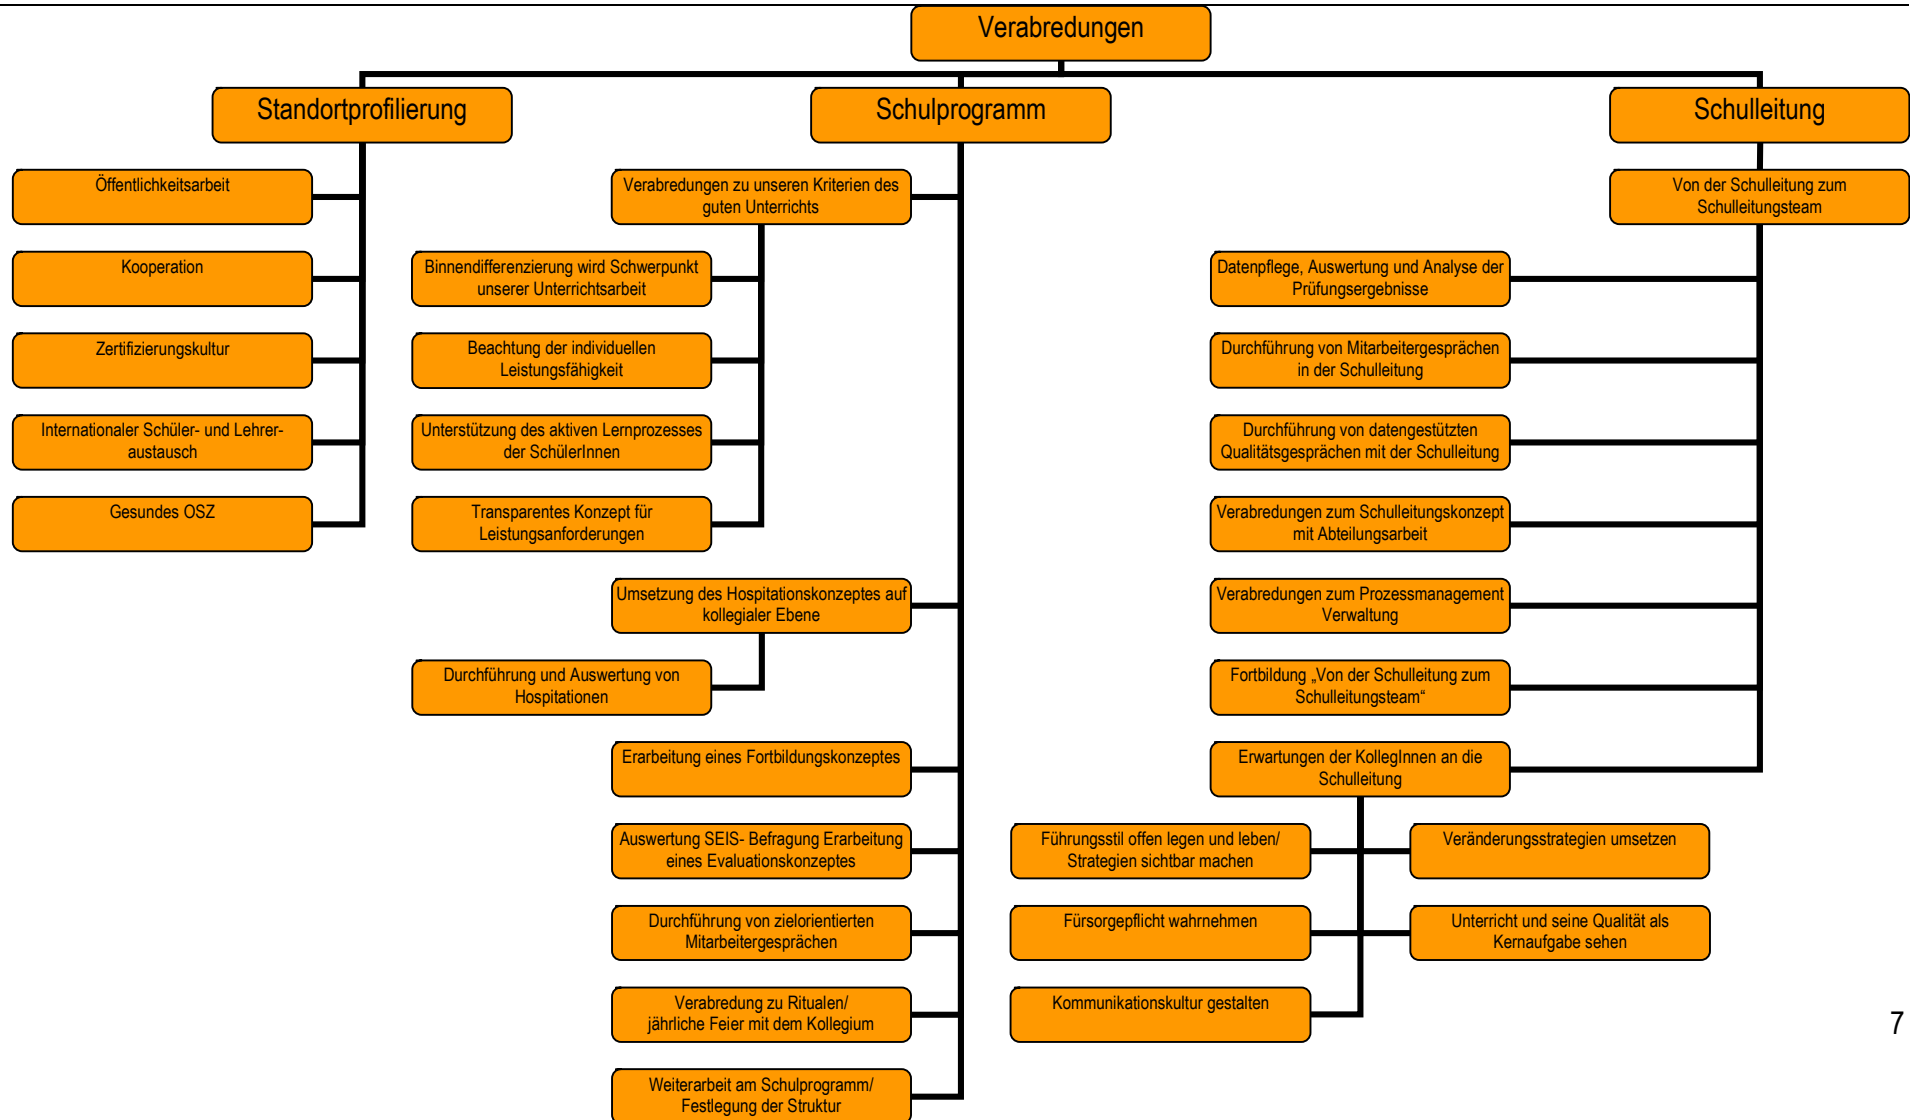 Verabredungen
Standortprofilierung
Öffentlichkeitsarbeit
Kooperation
Zertifizierungskultur
Internationaler Schüler- und Lehrer-
austausch
Gesundes OSZ
Schulprogramm
Verabredungen zu unseren Kriterien des
guten Unterrichts
Binnendifferenzierung wird Schwerpunkt
unserer Unterrichtsarbeit
Beachtung der individuellen
Leistungsfähigkeit
Unterstützung des aktiven Lernprozesses
der SchülerInnen
Transparentes Konzept für
Leistungsanforderungen
Umsetzung des Hospitationskonzeptes auf
kollegialer Ebene
Durchführung und Auswertung von
Hospitationen
Erarbeitung eines Fortbildungskonzeptes
Auswertung SEIS- Befragung Erarbeitung
eines Evaluationskonzeptes
Durchführung von zielorientierten
Mitarbeitergesprächen
Verabredung zu Ritualen/
jährliche Feier mit dem Kollegium
Weiterarbeit am Schulprogramm/
Festlegung der Struktur
Schulleitung
Von der Schulleitung zum
Schulleitungsteam
Datenpflege, Auswertung und Analyse der
Prüfungsergebnisse
Durchführung von Mitarbeitergesprächen
in der Schulleitung
Durchführung von datengestützten
Qualitätsgesprächen mit der Schulleitung
Verabredungen zum Schulleitungskonzept
mit Abteilungsarbeit
Verabredungen zum Prozessmanagement
Verwaltung
Fortbildung „Von der Schulleitung zum
Schulleitungsteam“
Erwartungen der KollegInnen an die
Schulleitung
Führungsstil offen legen und leben/
Strategien sichtbar machen
Veränderungsstrategien umsetzen
Fürsorgepflicht wahrnehmen
Unterricht und seine Qualität als
Kernaufgabe sehen
Kommunikationskultur gestalten
7